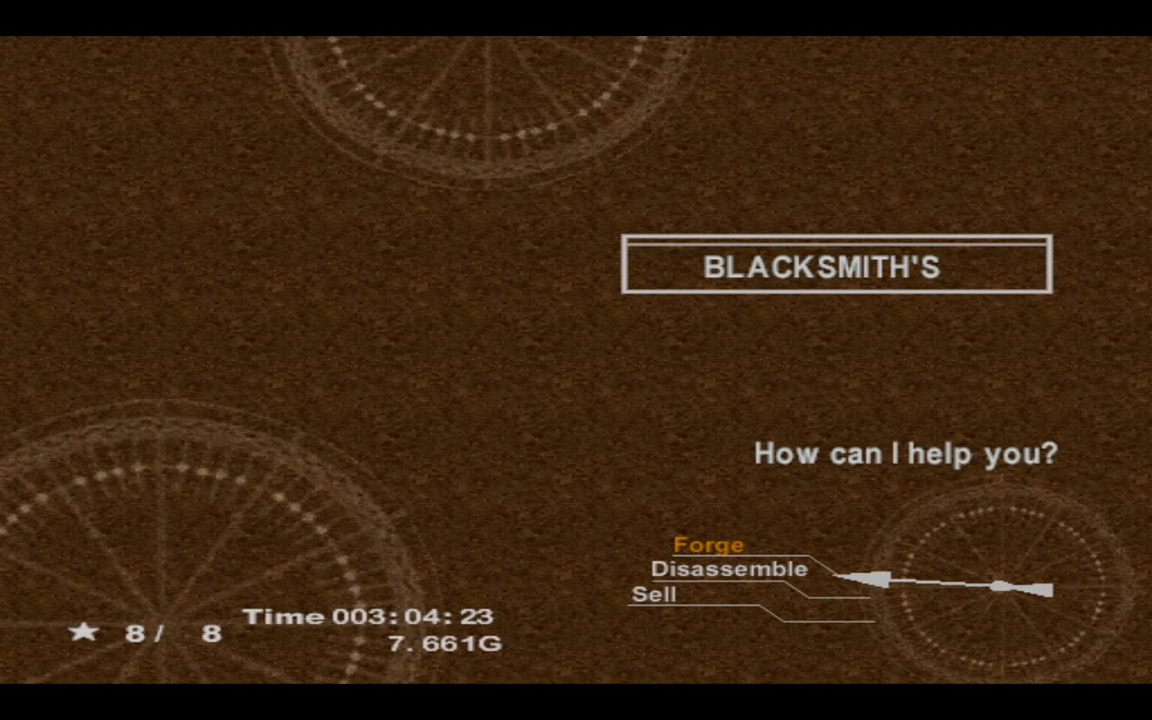 BLACKSMITH'S
How can I help you?
Forge
Disassemble
Sell
Time 003:04:23
★ 8/ 8
7.661G